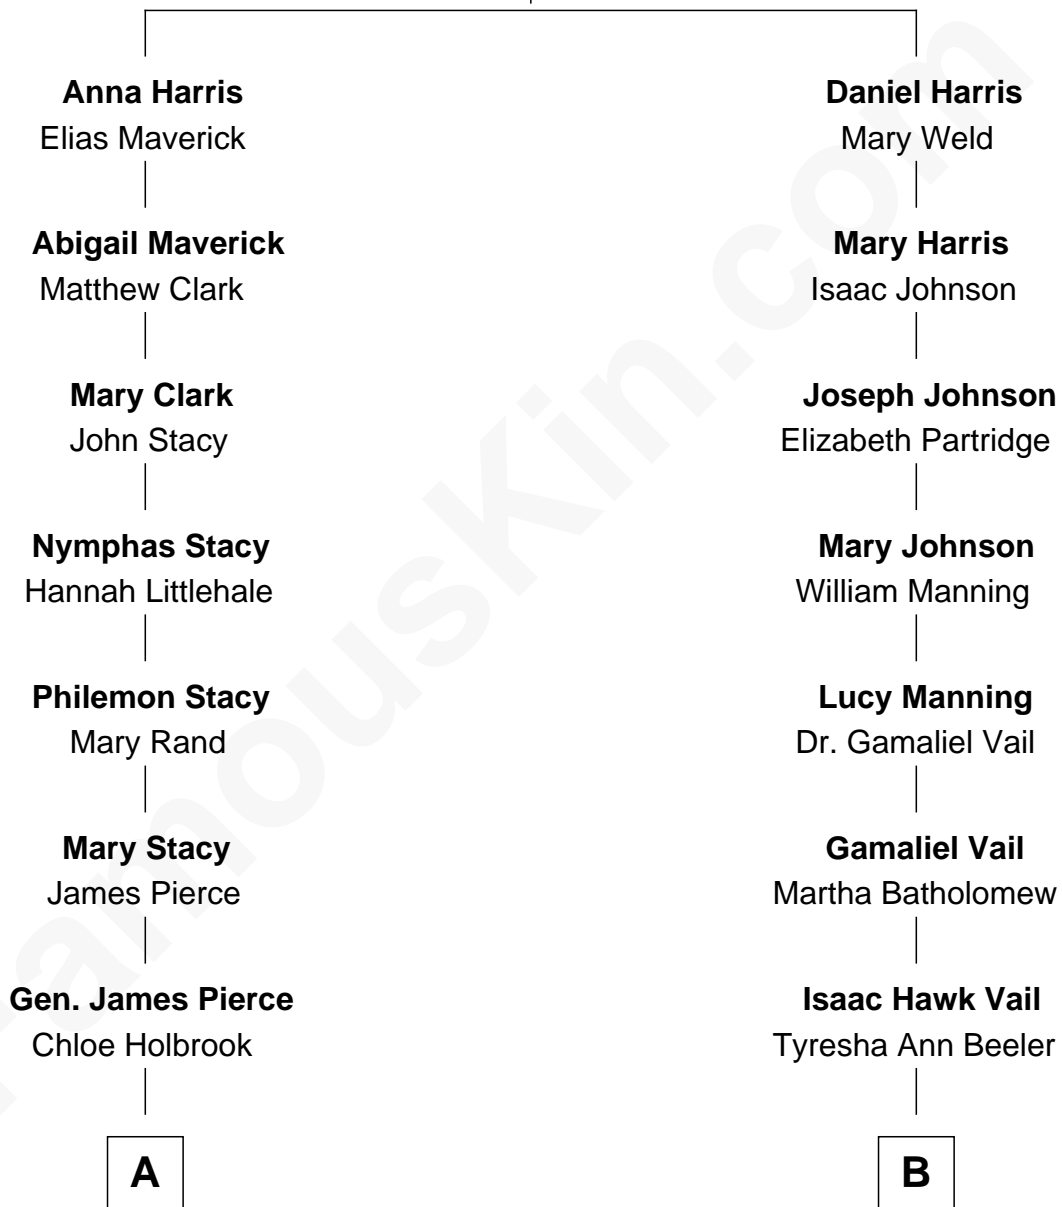 Anna Harris
Elias Maverick
Abigail Maverick
Matthew Clark
Mary Clark
John Stacy
Nymphas Stacy
Hannah Littlehale
Philemon Stacy
Mary Rand
Mary Stacy
James Pierce
Gen. James Pierce
Chloe Holbrook
A
Daniel Harris
Mary Weld
Mary Harris
Isaac Johnson
Joseph Johnson
Elizabeth Partridge
Mary Johnson
William Manning
Lucy Manning
Dr. Gamaliel Vail
Gamaliel Vail
Martha Batholomew
Isaac Hawk Vail
Tyresha Ann Beeler
B
FamousKin.com